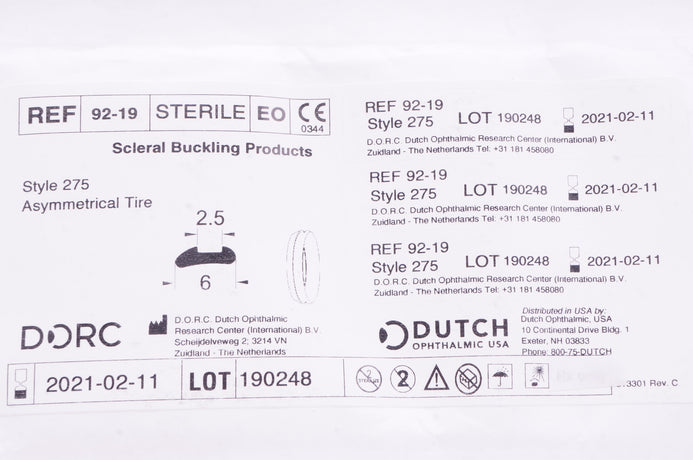 REF 92-19 STERILE EO CE
0344
Scleral Buckling Products
Style 275
Asymmetrical Tire
2.5
6
DORC
D.O.R.C. Dutch Ophthalmic
Research Center (International) B.V.
Scheijdelveweg 2; 3214 VN
Zuidland - The Netherlands
2021-02-11 LOT 190248
REF 92-19
Style 275 LOT 190248 2021-02-11
D.O.R.C. Dutch Ophthalmic Research Center (International) B.V.
Zuidland - The Netherlands Tel: +31 181 458080
REF 92-19
Style 275 LOT 190248 2021-02-11
D.O.R.C. Dutch Ophthalmic Research Center (International) B.V.
Zuidland - The Netherlands Tel: +31 181 458080
REF 92-19
Style 275 LOT 190248 2021-02-11
D.O.R.C. Dutch Ophthalmic Research Center (International) B.V.
Zuidland - The Netherlands Tel: +31 181 458080
DUTCH
OPHTHALMIC USA
Distributed in USA by:
Dutch Ophthalmic, USA
10 Continental Drive Bldg. 1
Exeter, NH 03833
Phone: 800-75-DUTCH
2
STERILIZE
2
Rev. C